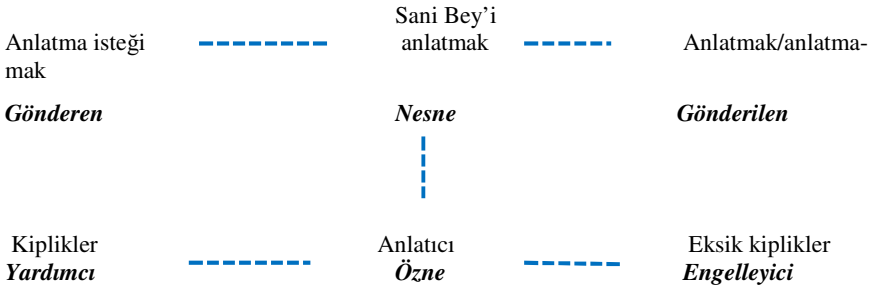 Sani Bey’i
Anlatma isteği anlatmak Anlatmak/anlatma-
mak
Gönderen Nesne Gönderilen
Kiplikler Anlatıcı Eksik kiplikler
Yardımcı Özne Engelleyici